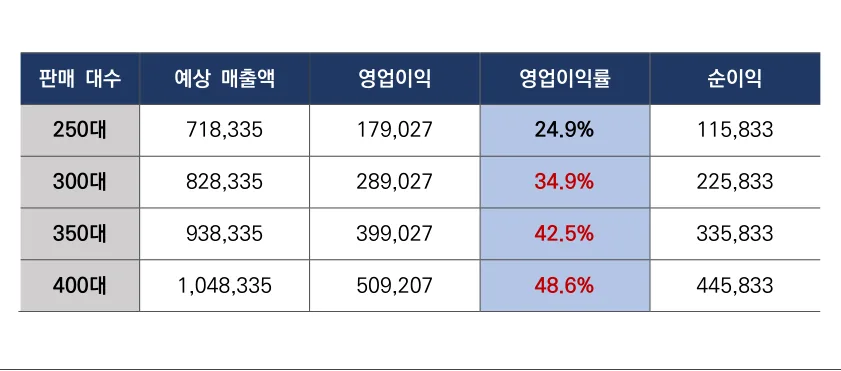 판매 대수 예상 매출액 영업이익 영업이익률 순이익
250대 718,335 179,027 24.9% 115,833
300대 828,335 289,027 34.9% 225,833
350대 938,335 399,027 42.5% 335,833
400대 1,048,335 509,207 48.6% 445,833